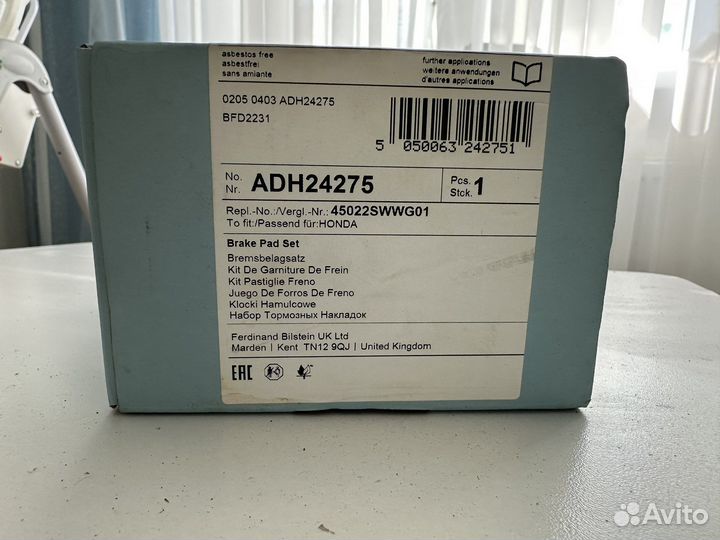 asbestos free
asbestfrei
sans amiante
further applications
weitere anwendungen
d'autres applications
0205 0403 ADH24275
BFD2231
5 050063 242751
No.
Nr. ADH24275
Pcs.
Stck. 1
Repl.-No.:/Vergl.-Nr.: 45022SWWG01
To fit:/Passend für:HONDA
Brake Pad Set
Bremsbelagsatz
Kit De Garniture De Frein
Kit Pastiglie Freno
Juego De Forros De Freno
Klocki Hamulcowe
Набор Тормозных Накладок
Ferdinand Bilstein UK Ltd
Marden | Kent TN12 9QJ | United Kingdom
EAC
Avito